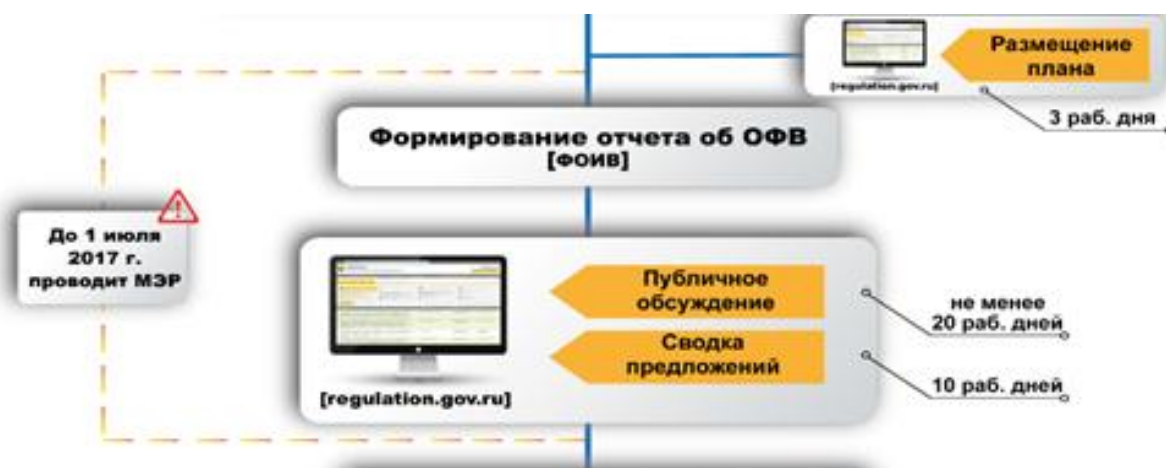 Размещение
плана
[regulation.gov.ru]
3 раб. дня
Формирование отчета об ОФВ
[ФОИВ]
До 1 июля
2017 г.
проводит МЭР
Публичное
обсуждение
не менее
20 раб. дней
Сводка
предложений
10 раб. дней
[regulation.gov.ru]